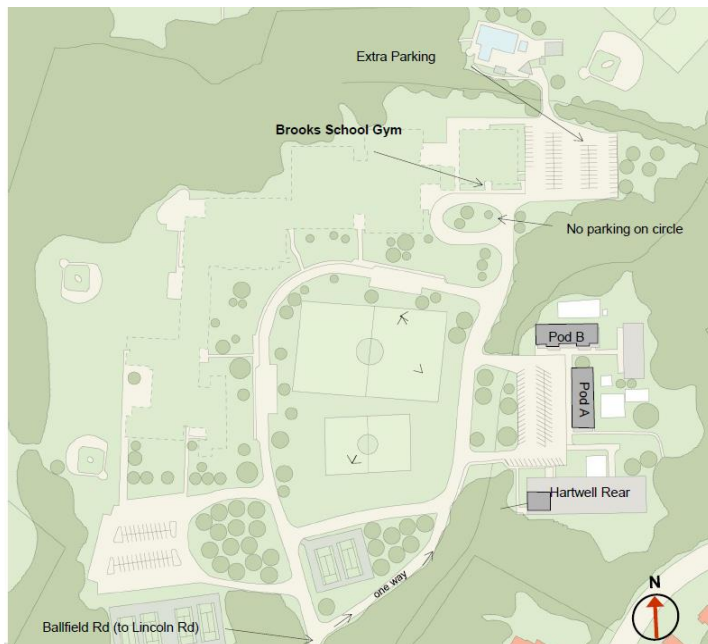 Extra Parking
Brooks School Gym
No parking on circle
Pod B
Pod A
Hartwell Rear
one way
N
Ballfield Rd (to Lincoln Rd)